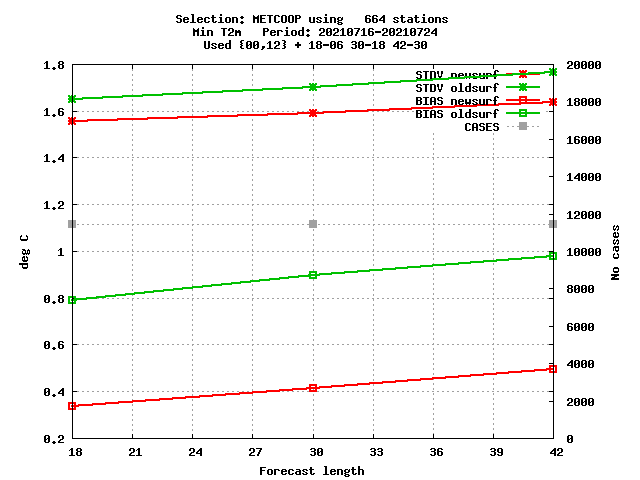 Selection: METCOOP using 664 stations
Min T2m Period: 20210716-20210724
Used {00,12} + 18-06 30-18 42-30
STDV newsurf
STDV oldsurf
BIAS newsurf
BIAS oldsurf
CASES
1.8
1.6
1.4
1.2
1
0.8
0.6
0.4
0.2
deg C
20000
18000
16000
14000
12000
10000
8000
6000
4000
2000
0
No cases
18 21 24 27 30 33 36 39 42
Forecast length